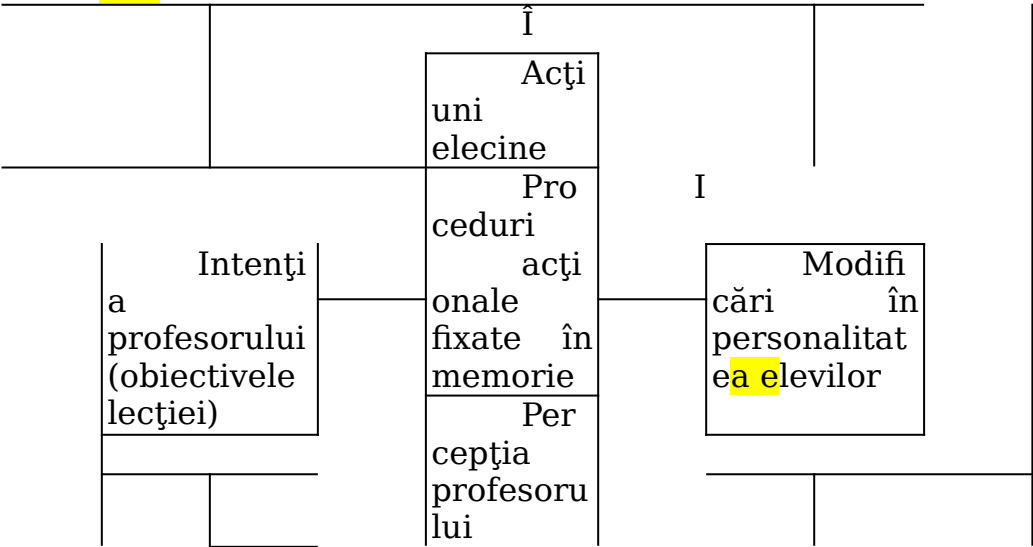 Î
Acţi
uni
elecine
Pro
ceduri
acţi
onale
fixate în
memorie
Per
cepţia
profesoru
lui
I
Intenţi
a
profesorului
(obiectivele
lecţiei)
Modifi
cări în
personalitat
ea elevilor